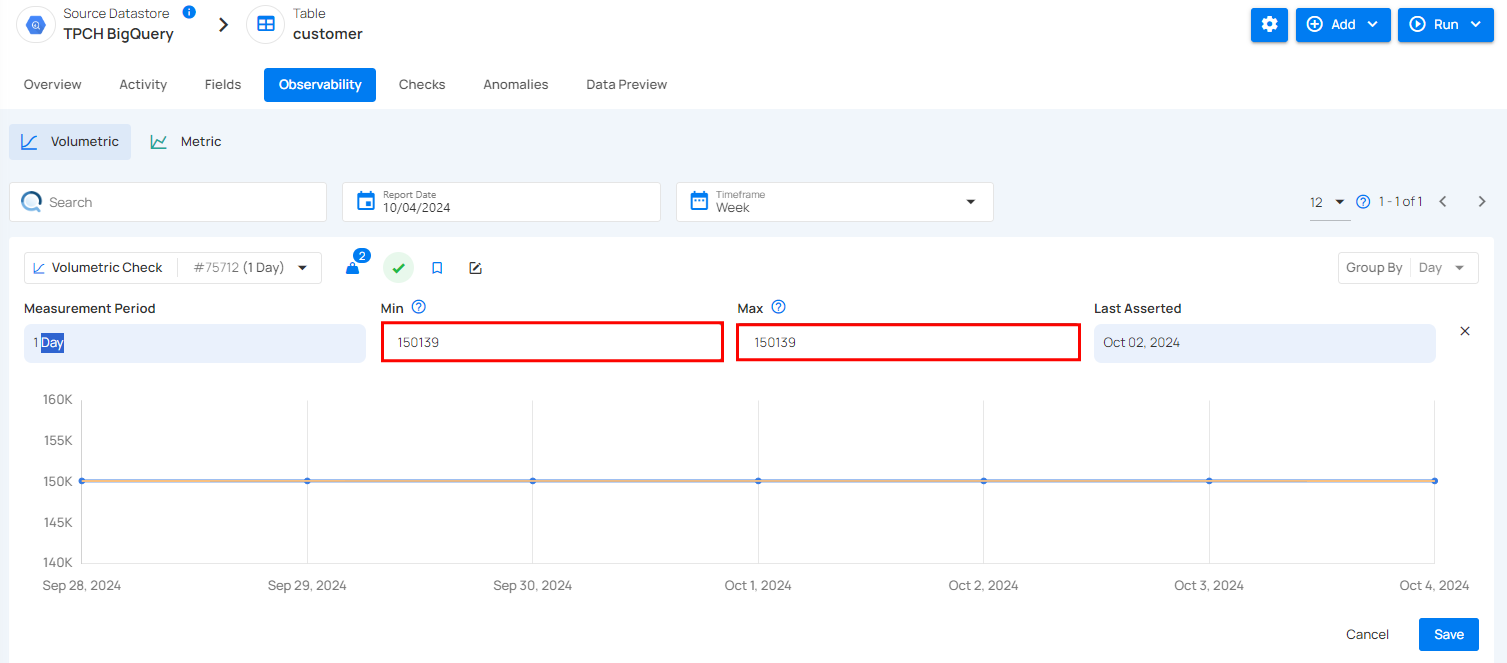 Source Datastore
TPCH BigQuery
Table
customer
Add
Run
Overview
Activity
Fields
Observability
Checks
Anomalies
Data Preview
Volumetric
Metric
Search
Report Date
10/04/2024
Timeframe
Week
12
1 - 1 of 1
Volumetric Check
#75712 (1 Day)
2
Group By
Day
Measurement Period
Min
Max
Last Asserted
1 Day
150139
150139
Oct 02, 2024
160K
155K
150K
145K
140K
Sep 28, 2024
Sep 29, 2024
Sep 30, 2024
Oct 1, 2024
Oct 2, 2024
Oct 3, 2024
Oct 4, 2024
Cancel
Save